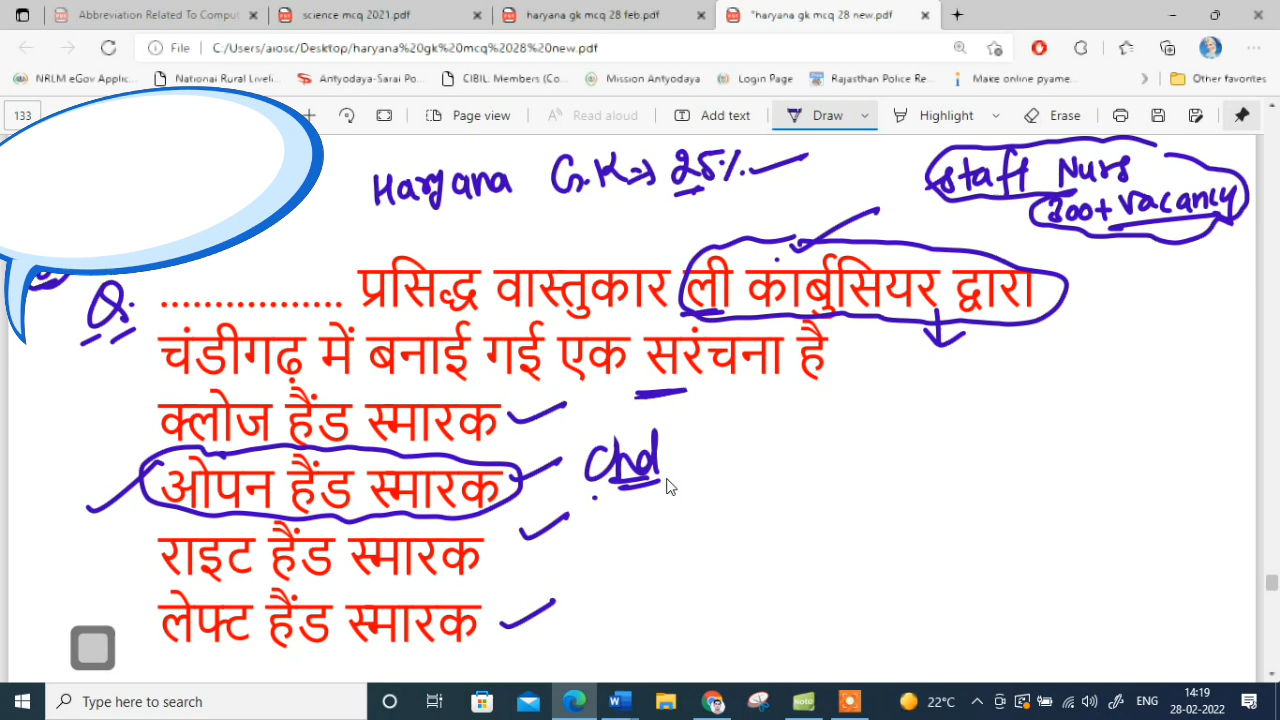 Abbreviation Related To Comput
science mcq 2021.pdf
haryana gk mcq 28 feb.pdf
*haryana gk mcq 28 new.pdf
File
C:/Users/aiosc/Desktop/haryana%20gk%20mcq%2028%20new.pdf
NRLM eGov Applic...
National Rural Liveli...
Antyodaya-Sarai Po...
CIBIL: Members (Co...
Mission Antyodaya
Login Page
Rajasthan Police Re...
Make online pyame...
Other favorites
133
Page view
Read aloud
Add text
Draw
Highlight
Erase
Haryana G.K⇒ 25%
Staff Nurs
300+ vacancy
Q. ................. प्रसिद्ध वास्तुकार ली कार्बुसियर द्वारा
चंडीगढ़ में बनाई गई एक सरंचना है
क्लोज हैंड स्मारक
ओपन हैंड स्मारक
Chd
राइट हैंड स्मारक
लेफ्ट हैंड स्मारक
Type here to search
22°C
ENG
14:19
28-02-2022